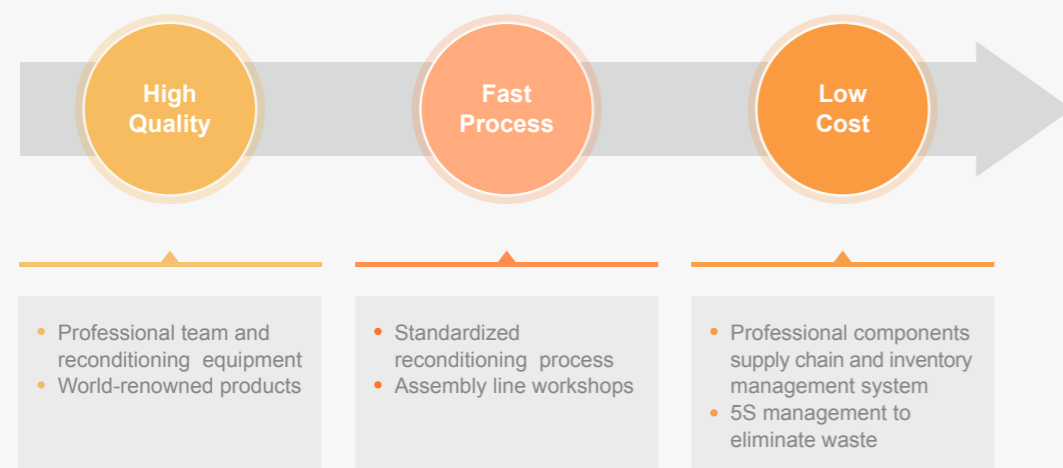 High
Quality
Fast
Process
Low
Cost
• Professional team and
reconditioning equipment
• World-renowned products
• Standardized
reconditioning process
• Assembly line workshops
• Professional components
supply chain and inventory
management system
• 5S management to
eliminate waste